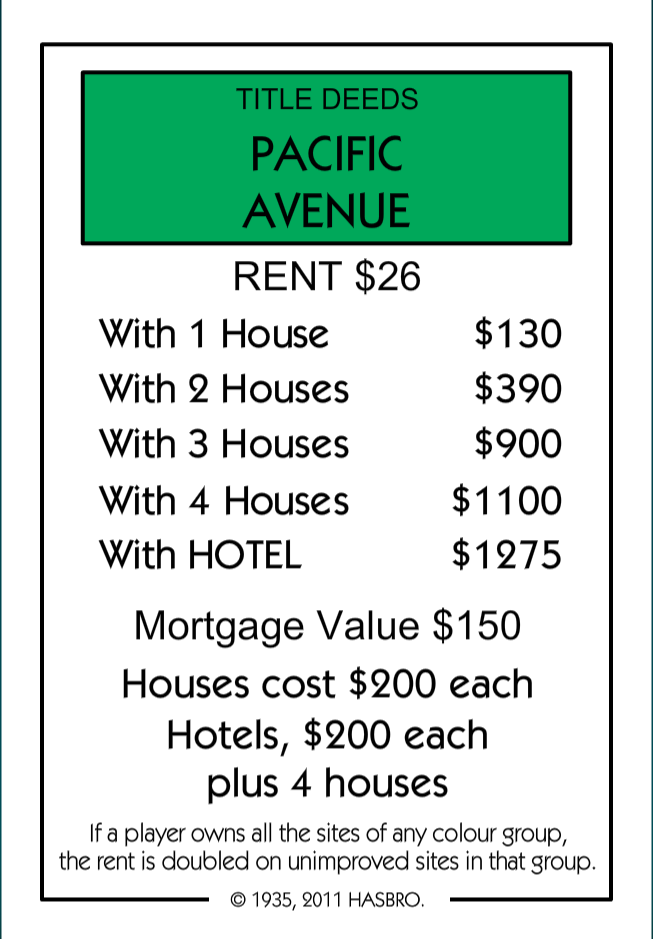 TITLE DEEDS
PACIFIC
AVENUE
RENT $26
With 1 House $130
With 2 Houses $390
With 3 Houses $900
With 4 Houses $1100
With HOTEL $1275
Mortgage Value $150
Houses cost $200 each
Hotels, $200 each
plus 4 houses
If a player owns all the sites of any colour group,
the rent is doubled on unimproved sites in that group.
© 1935, 2011 HASBRO.